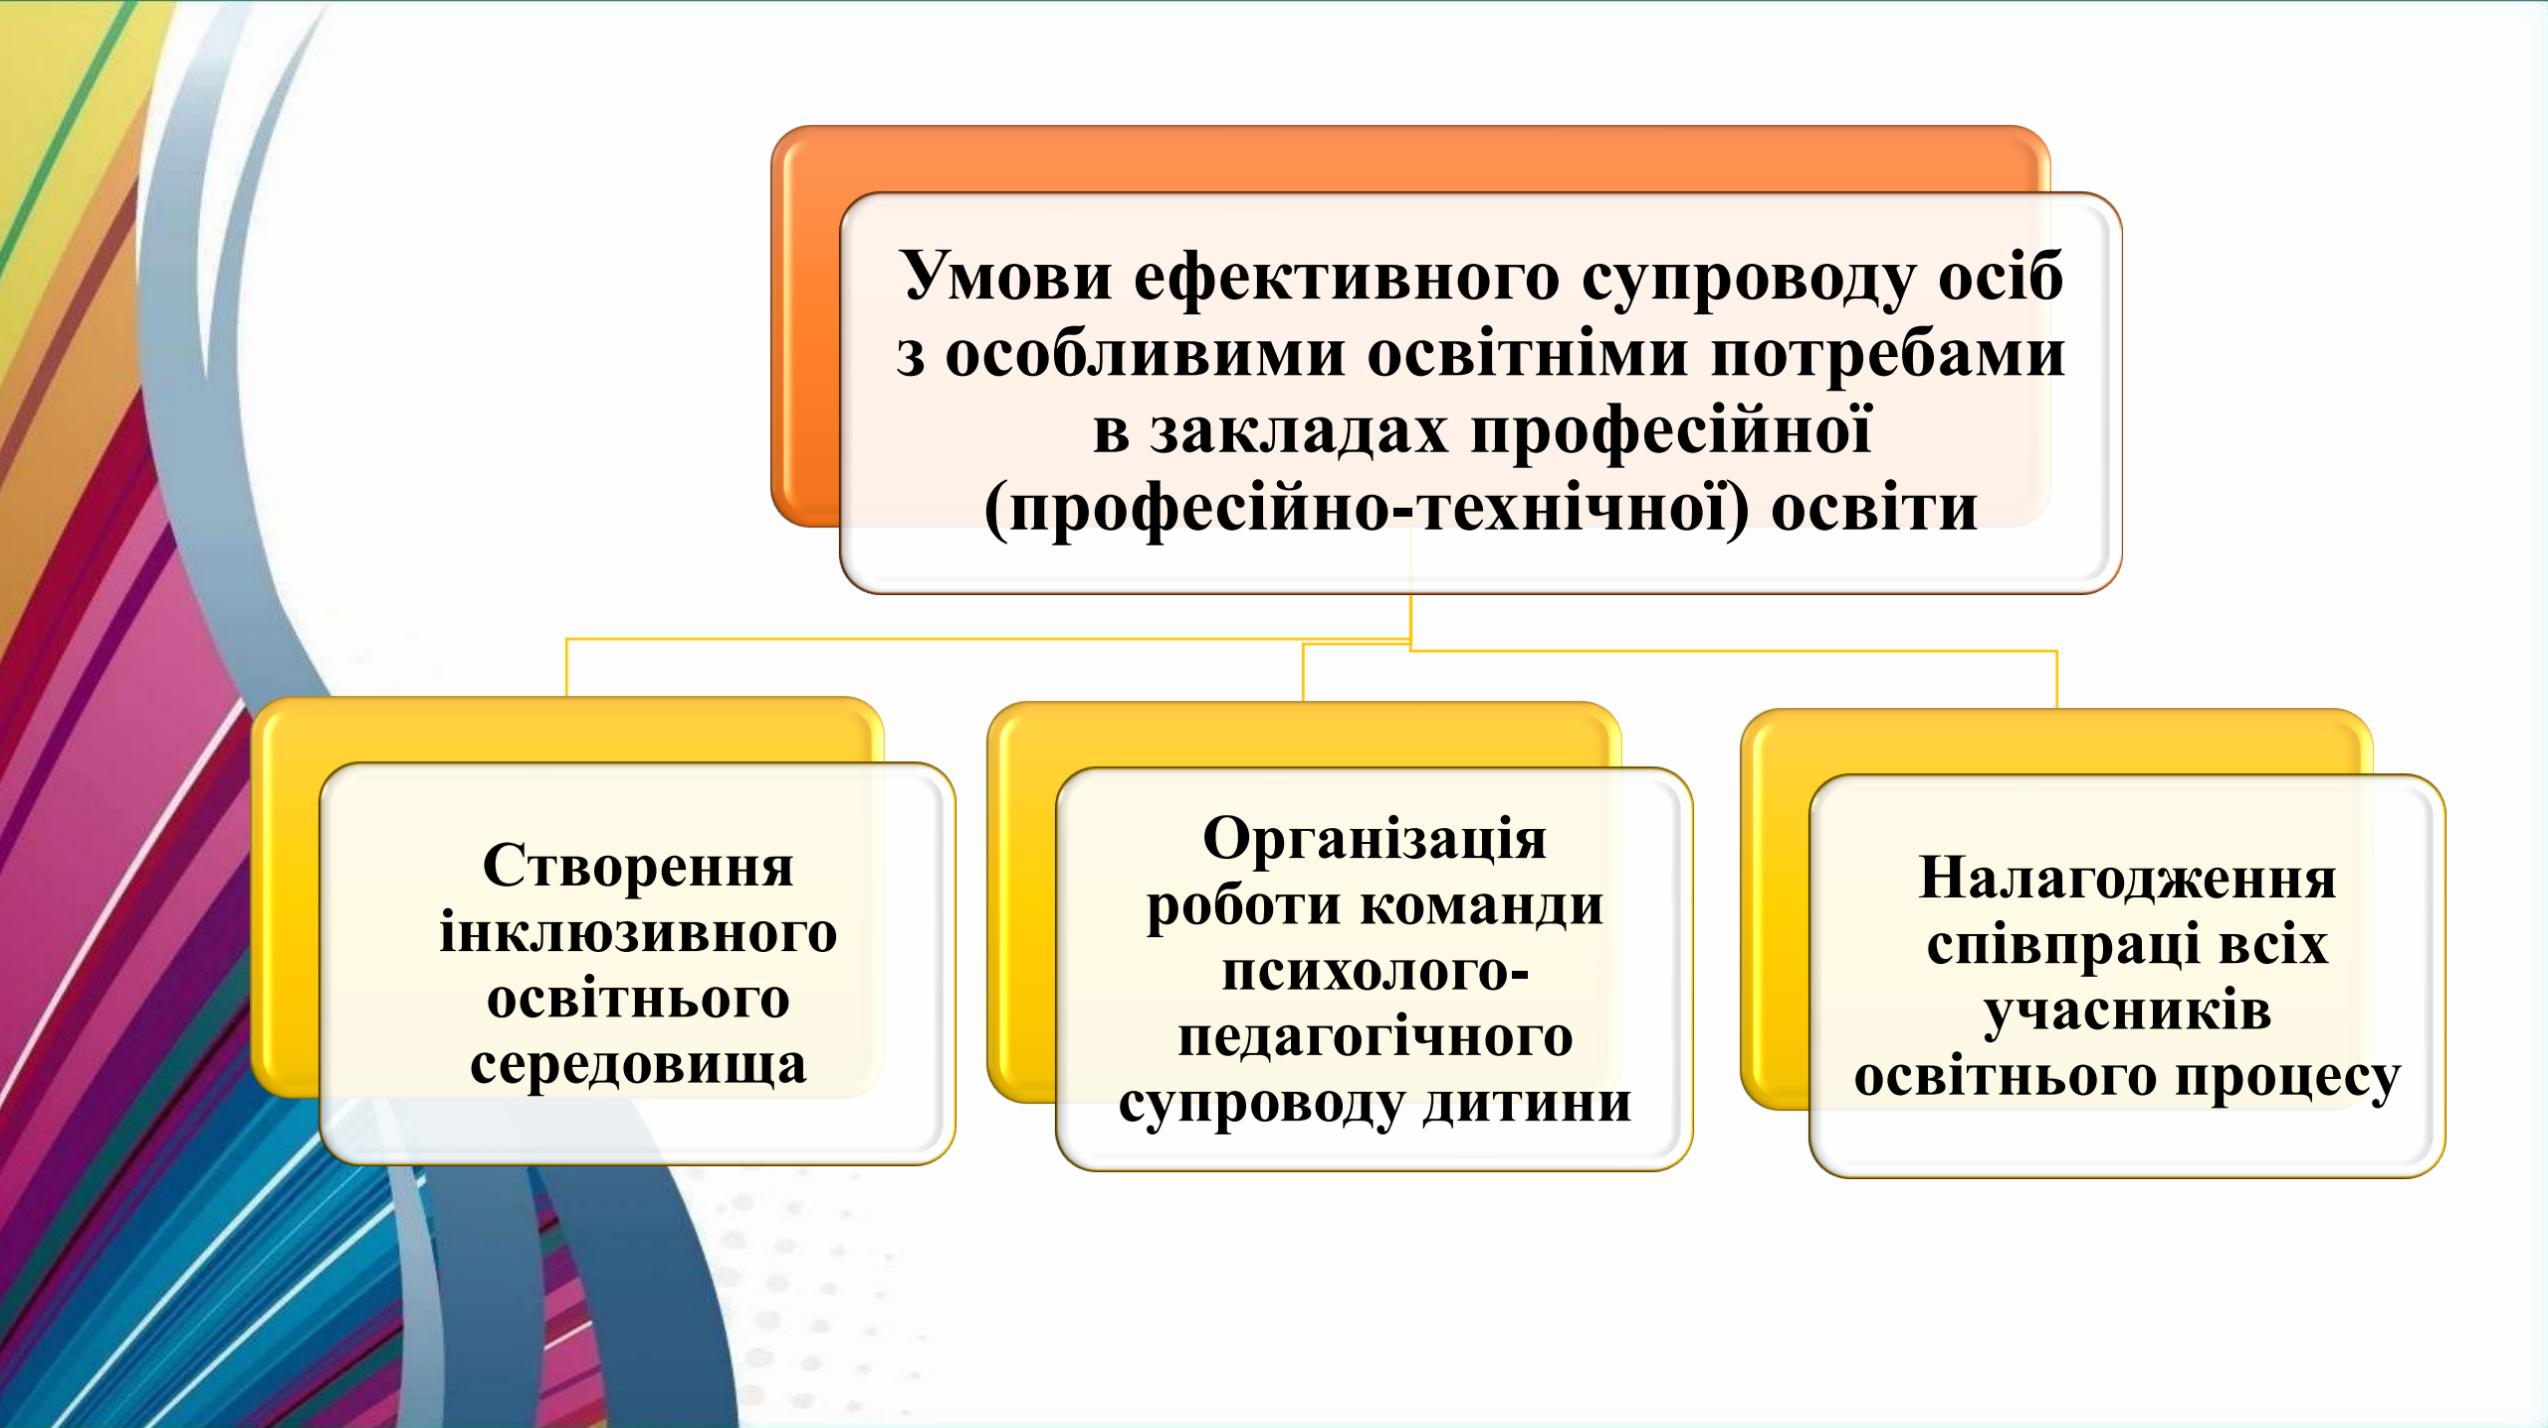 Умови ефективного супроводу осіб
з особливими освітніми потребами
в закладах професійної
(професійно-технічної) освіти
Створення
інклюзивного
освітнього
середовища
Організація
роботи команди
психолого-
педагогічного
супроводу дитини
Налагодження
співпраці всіх
учасників
освітнього процесу